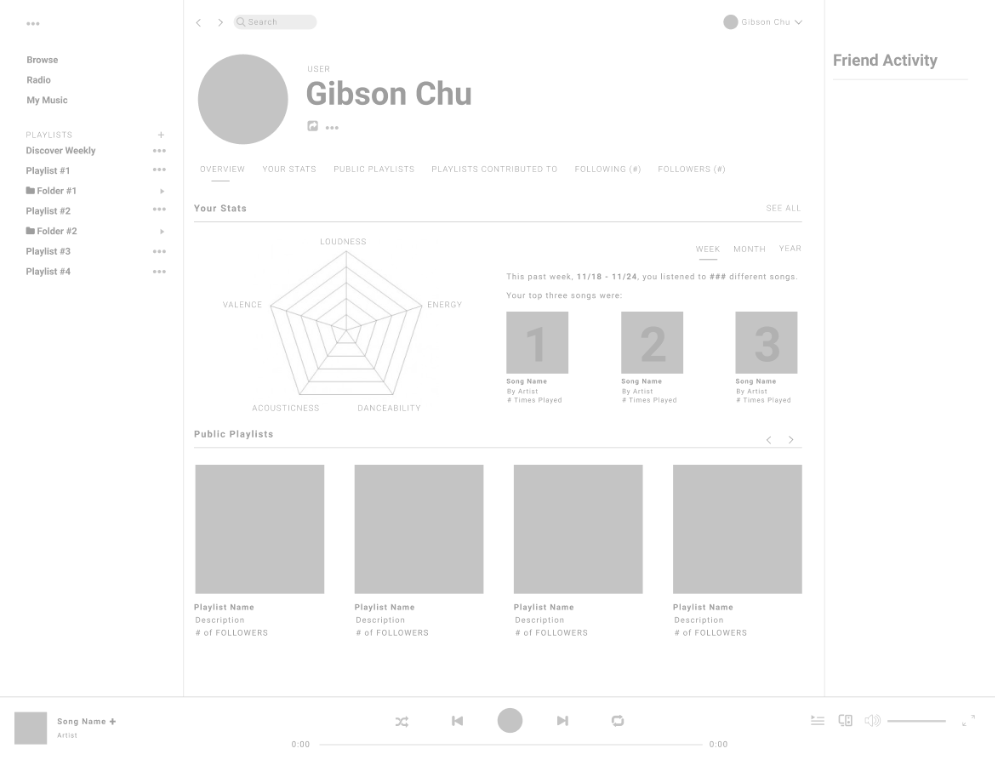 Browse
Radio
My Music
PLAYLISTS +
Discover Weekly
Playlist #1
Folder #1
Playlist #2
Folder #2
Playlist #3
Playlist #4
Search
Gibson Chu
USER
Gibson Chu
OVERVIEW YOUR STATS PUBLIC PLAYLISTS PLAYLISTS CONTRIBUTED TO FOLLOWING (#) FOLLOWERS (#)
Your Stats SEE ALL
LOUDNESS
VALENCE ENERGY
ACOUSTICNESS DANCEABILITY
WEEK MONTH YEAR
This past week, 11/18 - 11/24, you listened to ### different songs.
Your top three songs were:
1 2 3
Song Name Song Name Song Name
By Artist By Artist By Artist
# Times Played # Times Played # Times Played
Public Playlists
Playlist Name Playlist Name Playlist Name Playlist Name
Description Description Description Description
# of FOLLOWERS # of FOLLOWERS # of FOLLOWERS # of FOLLOWERS
Friend Activity
Song Name +
Artist
0:00 0:00